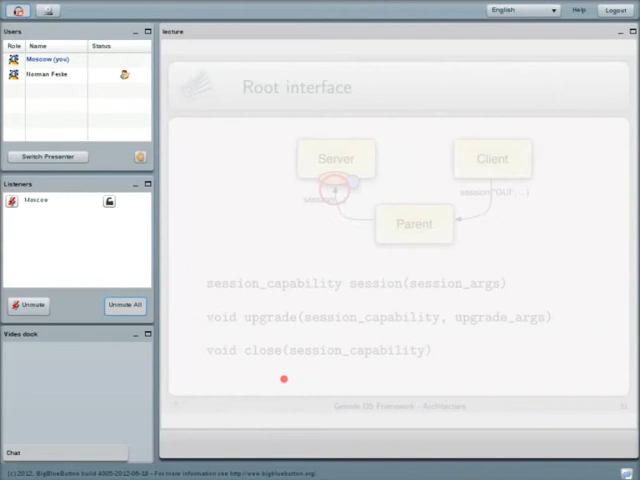 English
Help
Logout
Users
Role Name Status
Moscow (you)
Norman Feske
Switch Presenter
Listeners
Moscow
Unmute
Unmute All
Video dock
Chat
lecture
Root interface
Server
Client
session("GUI", ...)
Parent
session_capability session(session_args)
void upgrade(session_capability, upgrade_args)
void close(session_capability)
Genode OS Framework - Architecture
(c) 2012. BigBlueButton build 4005-2012-06-18 - For more information see http://www.bigbluebutton.org/